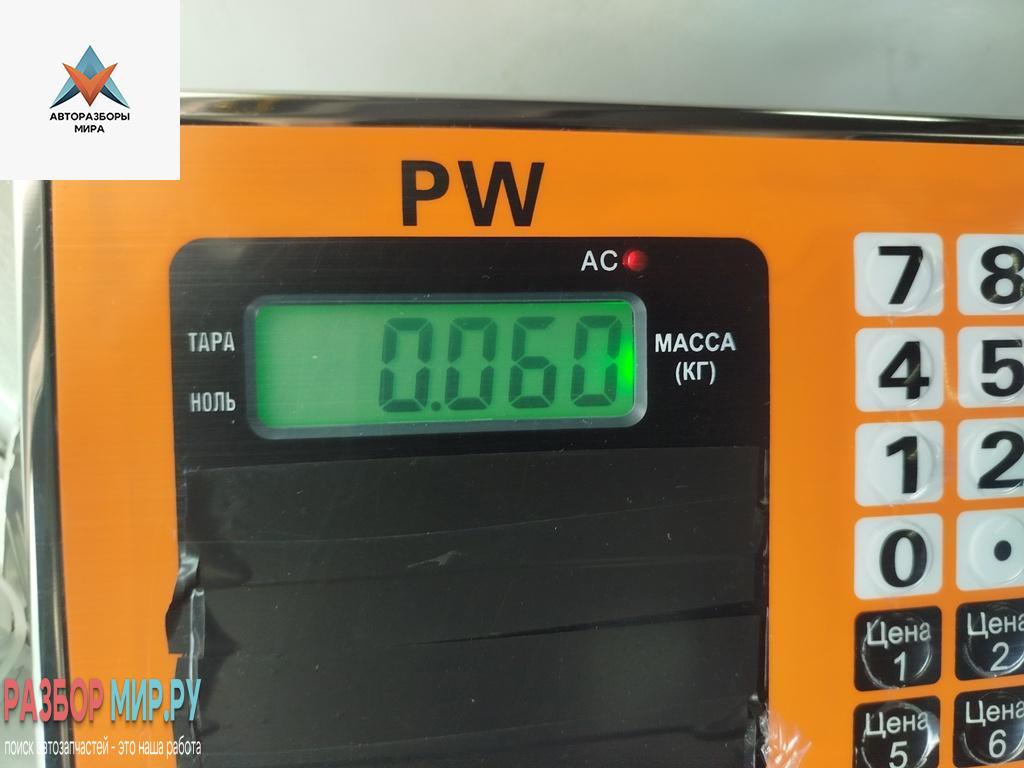 АВТОРАЗБОРЫ
МИРА
PW
AC
ТАРА
НОЛЬ
0.060
МАССА
(КГ)
7 8
4 5
1 2
0 •
Цена 1
Цена 2
Цена 5
Цена 6
РАЗБОР МИР.РУ
поиск автозапчастей - это наша работа